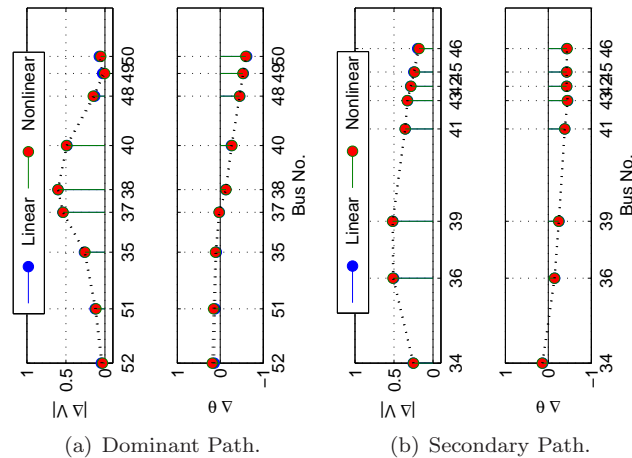 Linear Nonlinear
|Δ V|
1 0.5 0
52 51 35 37 38 40 48 49 50
Δ θ
1 0 −1
52 51 35 37 38 40 48 49 50
Bus No.
(a) Dominant Path.
Linear Nonlinear
|Δ V|
1 0.5 0
34 36 39 41 43 42 45 46
Δ θ
1 0 −1
34 36 39 41 43 42 45 46
Bus No.
(b) Secondary Path.